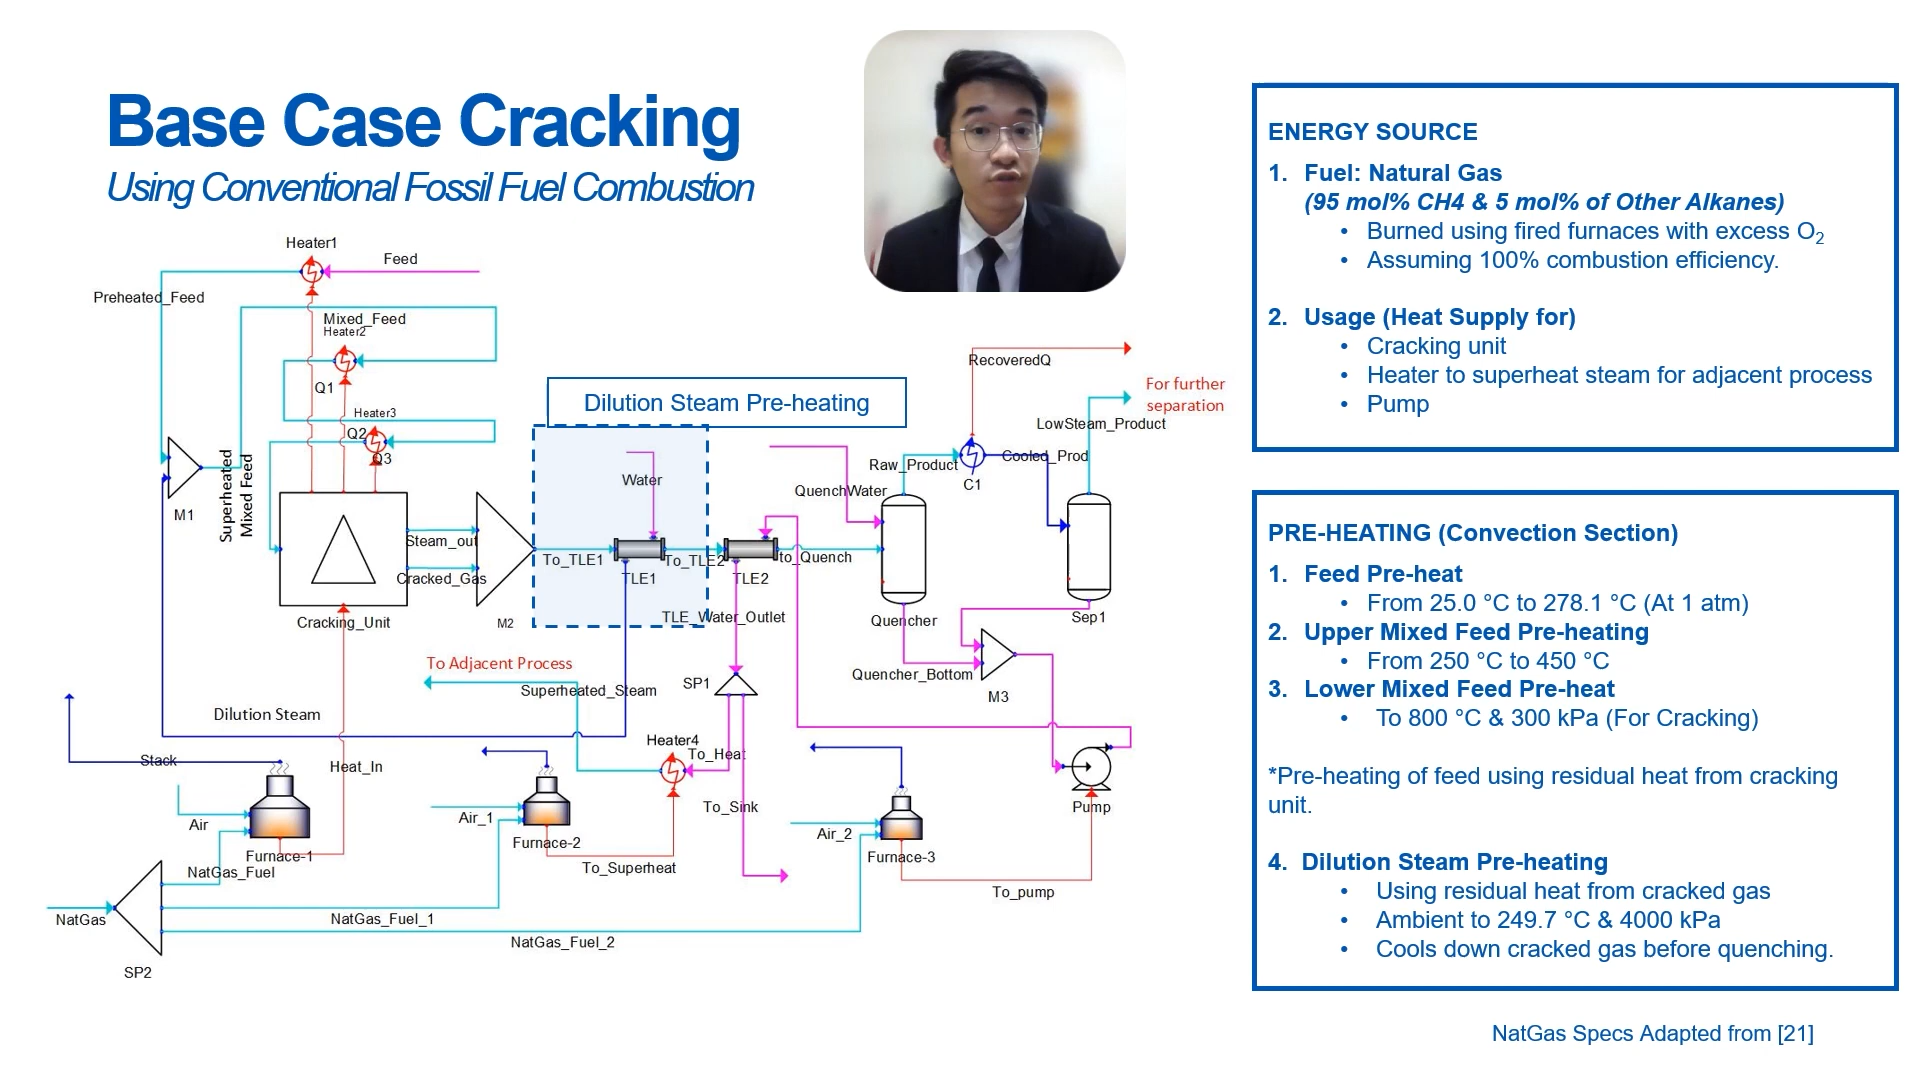 Base Case Cracking
Using Conventional Fossil Fuel Combustion
Heater1
Feed
Preheated_Feed
Mixed_Feed
Heater2
Q1
Heater3
Q2
Q3
Superheated
Mixed Feed
M1
Steam_out
Cracked_Gas
Cracking_Unit
M2
Dilution Steam Pre-heating
Water
To_TLE1
TLE1
To_TLE2
TLE2
to_Quench
TLE_Water_Outlet
QuenchWater
Raw_Product
Quencher
RecoveredQ
C1
Cooled_Prod
For further
separation
LowSteam_Product
Sep1
Quencher_Bottom
M3
To Adjacent Process
Superheated_Steam
SP1
Dilution Steam
Heater4
To_Heat
To_Sink
Stack
Heat_In
Air
Furnace-1
NatGas_Fuel
Air_1
Furnace-2
To_Superheat
Air_2
Furnace-3
To_pump
Pump
NatGas
NatGas_Fuel_1
NatGas_Fuel_2
SP2
ENERGY SOURCE
1. Fuel: Natural Gas
(95 mol% CH4 & 5 mol% of Other Alkanes)
• Burned using fired furnaces with excess O2
• Assuming 100% combustion efficiency.
2. Usage (Heat Supply for)
• Cracking unit
• Heater to superheat steam for adjacent process
• Pump
PRE-HEATING (Convection Section)
1. Feed Pre-heat
• From 25.0 °C to 278.1 °C (At 1 atm)
2. Upper Mixed Feed Pre-heating
• From 250 °C to 450 °C
3. Lower Mixed Feed Pre-heat
• To 800 °C & 300 kPa (For Cracking)
*Pre-heating of feed using residual heat from cracking
unit.
4. Dilution Steam Pre-heating
• Using residual heat from cracked gas
• Ambient to 249.7 °C & 4000 kPa
• Cools down cracked gas before quenching.
NatGas Specs Adapted from [21]